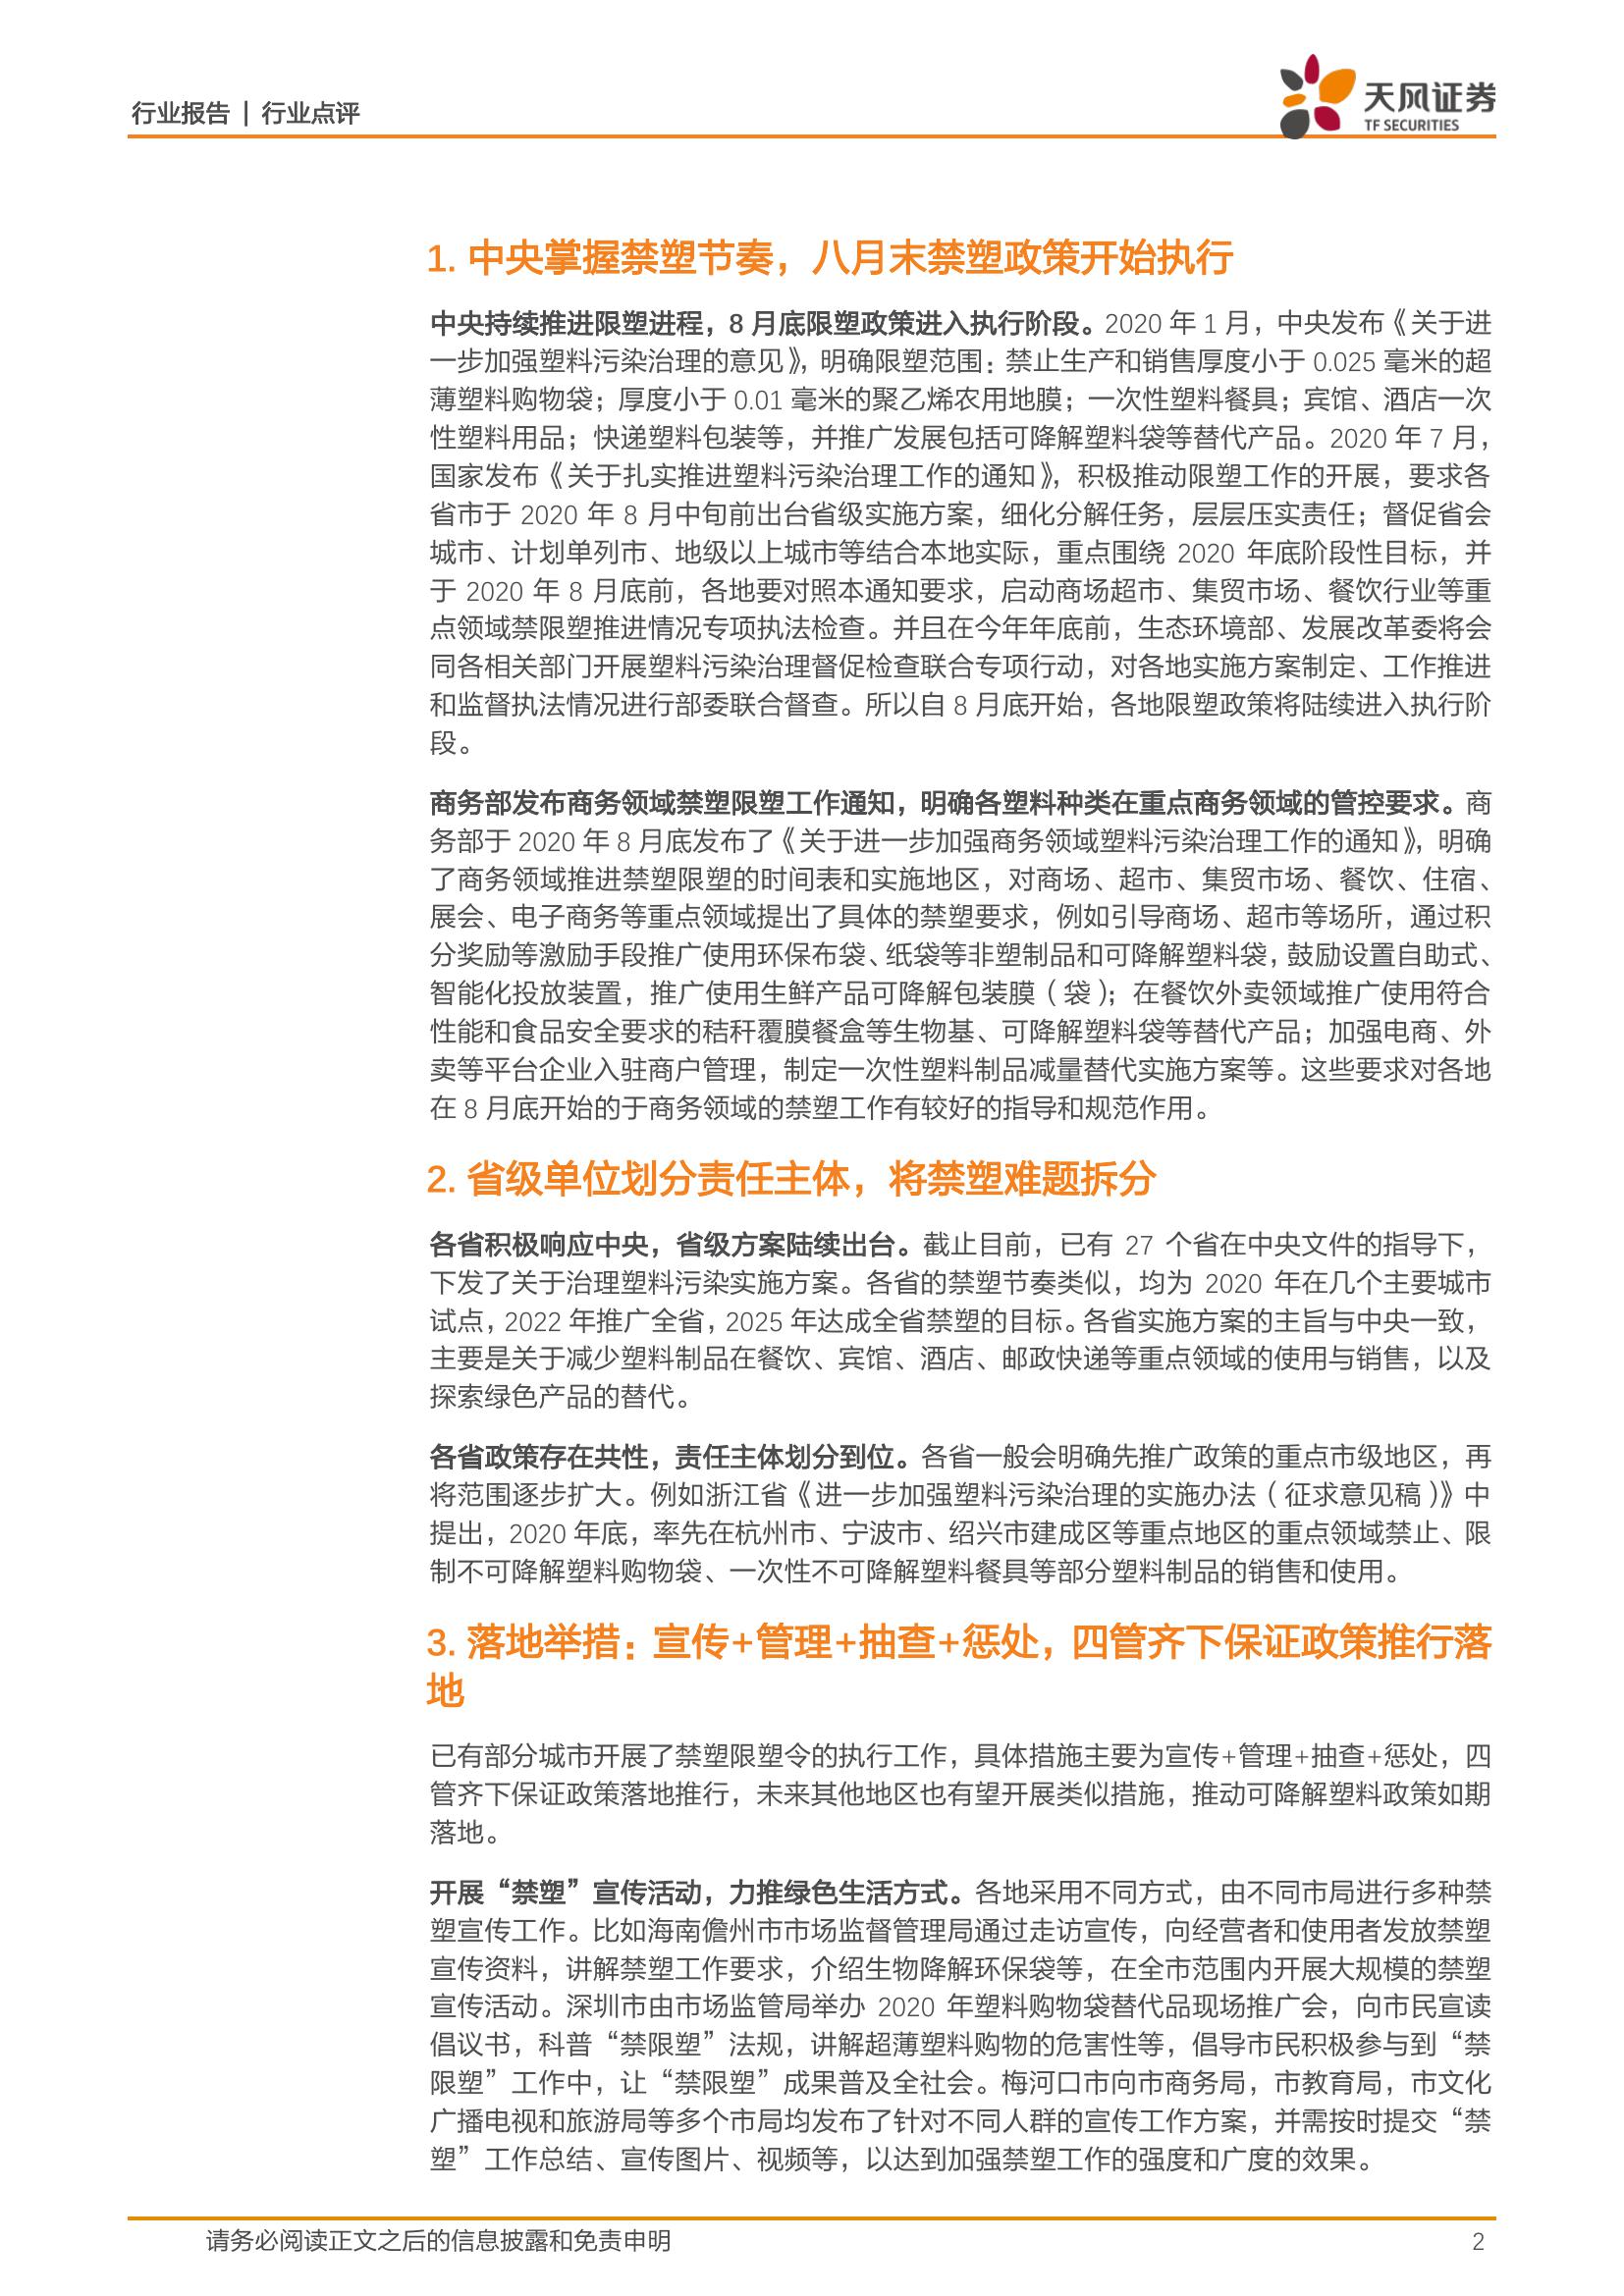 行业报告 | 行业点评
天风证券
TF SECURITIES
1. 中央掌握禁塑节奏，八月末禁塑政策开始执行
中央持续推进限塑进程，8 月底限塑政策进入执行阶段。2020 年 1 月，中央发布《关于进
一步加强塑料污染治理的意见》，明确限塑范围：禁止生产和销售厚度小于 0.025 毫米的超
薄塑料购物袋；厚度小于 0.01 毫米的聚乙烯农用地膜；一次性塑料餐具；宾馆、酒店一次
性塑料用品；快递塑料包装等，并推广发展包括可降解塑料袋等替代产品。2020 年 7 月，
国家发布《关于扎实推进塑料污染治理工作的通知》，积极推动限塑工作的开展，要求各
省市于 2020 年 8 月中旬前出台省级实施方案，细化分解任务，层层压实责任；督促省会
城市、计划单列市、地级以上城市等结合本地实际，重点围绕 2020 年底阶段性目标，并
于 2020 年 8 月底前，各地要对照本通知要求，启动商场超市、集贸市场、餐饮行业等重
点领域禁限塑推进情况专项执法检查。并且在今年年底前，生态环境部、发展改革委将会
同各相关部门开展塑料污染治理督促检查联合专项行动，对各地实施方案制定、工作推进
和监督执法情况进行部委联合督查。所以自 8 月底开始，各地限塑政策将陆续进入执行阶
段。
商务部发布商务领域禁塑限塑工作通知，明确各塑料种类在重点商务领域的管控要求。商
务部于 2020 年 8 月底发布了《关于进一步加强商务领域塑料污染治理工作的通知》，明确
了商务领域推进禁塑限塑的时间表和实施地区，对商场、超市、集贸市场、餐饮、住宿、
展会、电子商务等重点领域提出了具体的禁塑要求，例如引导商场、超市等场所，通过积
分奖励等激励手段推广使用环保布袋、纸袋等非塑制品和可降解塑料袋，鼓励设置自助式、
智能化投放装置，推广使用生鲜产品可降解包装膜（袋）；在餐饮外卖领域推广使用符合
性能和食品安全要求的秸秆覆膜餐盒等生物基、可降解塑料袋等替代产品；加强电商、外
卖等平台企业入驻商户管理，制定一次性塑料制品减量替代实施方案等。这些要求对各地
在 8 月底开始的于商务领域的禁塑工作有较好的指导和规范作用。
2. 省级单位划分责任主体，将禁塑难题拆分
各省积极响应中央，省级方案陆续出台。截止目前，已有 27 个省在中央文件的指导下，
下发了关于治理塑料污染实施方案。各省的禁塑节奏类似，均为 2020 年在几个主要城市
试点，2022 年推广全省，2025 年达成全省禁塑的目标。各省实施方案的主旨与中央一致，
主要是关于减少塑料制品在餐饮、宾馆、酒店、邮政快递等重点领域的使用与销售，以及
探索绿色产品的替代。
各省政策存在共性，责任主体划分到位。各省一般会明确先推广政策的重点市级地区，再
将范围逐步扩大。例如浙江省《进一步加强塑料污染治理的实施办法（征求意见稿）》中
提出，2020 年底，率先在杭州市、宁波市、绍兴市建成区等重点地区的重点领域禁止、限
制不可降解塑料购物袋、一次性不可降解塑料餐具等部分塑料制品的销售和使用。
3. 落地举措：宣传+管理+抽查+惩处，四管齐下保证政策推行落
地
已有部分城市开展了禁塑限塑令的执行工作，具体措施主要为宣传+管理+抽查+惩处，四
管齐下保证政策落地推行，未来其他地区也有望开展类似措施，推动可降解塑料政策如期
落地。
开展“禁塑”宣传活动，力推绿色生活方式。各地采用不同方式，由不同市局进行多种禁
塑宣传工作。比如海南儋州市市场监督管理局通过走访宣传，向经营者和使用者发放禁塑
宣传资料，讲解禁塑工作要求，介绍生物降解环保袋等，在全市范围内开展大规模的禁塑
宣传活动。深圳市由市场监管局举办 2020 年塑料购物袋替代品现场推广会，向市民宣读
倡议书，科普“禁限塑”法规，讲解超薄塑料购物的危害性等，倡导市民积极参与到“禁
限塑”工作中，让“禁限塑”成果普及全社会。梅河口市向市商务局，市教育局，市文化
广播电视和旅游局等多个市局均发布了针对不同人群的宣传工作方案，并需按时提交“禁
塑”工作总结、宣传图片、视频等，以达到加强禁塑工作的强度和广度的效果。
请务必阅读正文之后的信息披露和免责申明
2